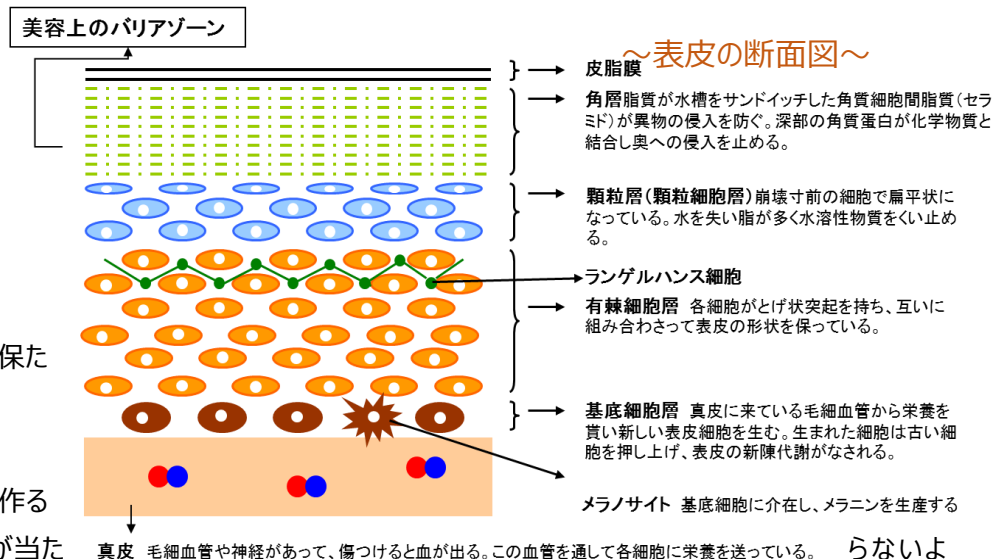 美容上のバリアゾーン
～表皮の断面図～
皮脂膜
角層脂質が水槽をサンドイッチした角質細胞間脂質（セラ
ミド）が異物の侵入を防ぐ。深部の角質蛋白が化学物質と
結合し奥への侵入を止める。
顆粒層（顆粒細胞層）崩壊寸前の細胞で扁平状に
なっている。水を失い脂が多く水溶性物質をくい止め
る。
ランゲルハンス細胞
有棘細胞層 各細胞がとげ状突起を持ち、互いに
組み合わさって表皮の形状を保っている。
保た
基底細胞層 真皮に来ている毛細血管から栄養を
貰い新しい表皮細胞を生む。生まれた細胞は古い細
胞を押し上げ、表皮の新陳代謝がなされる。
作る
メラノサイト 基底細胞に介在し、メラニンを生産する
が当た
真皮 毛細血管や神経があって、傷つけると血が出る。この血管を通して各細胞に栄養を送っている。
らないよ